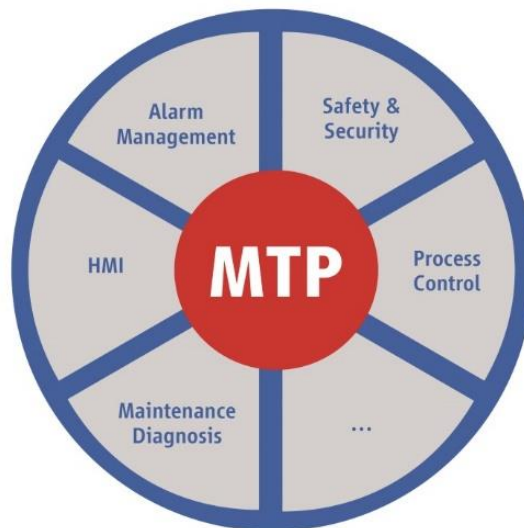 Alarm
Management
Safety &
Security
HMI
MTP
Process
Control
Maintenance
Diagnosis
...